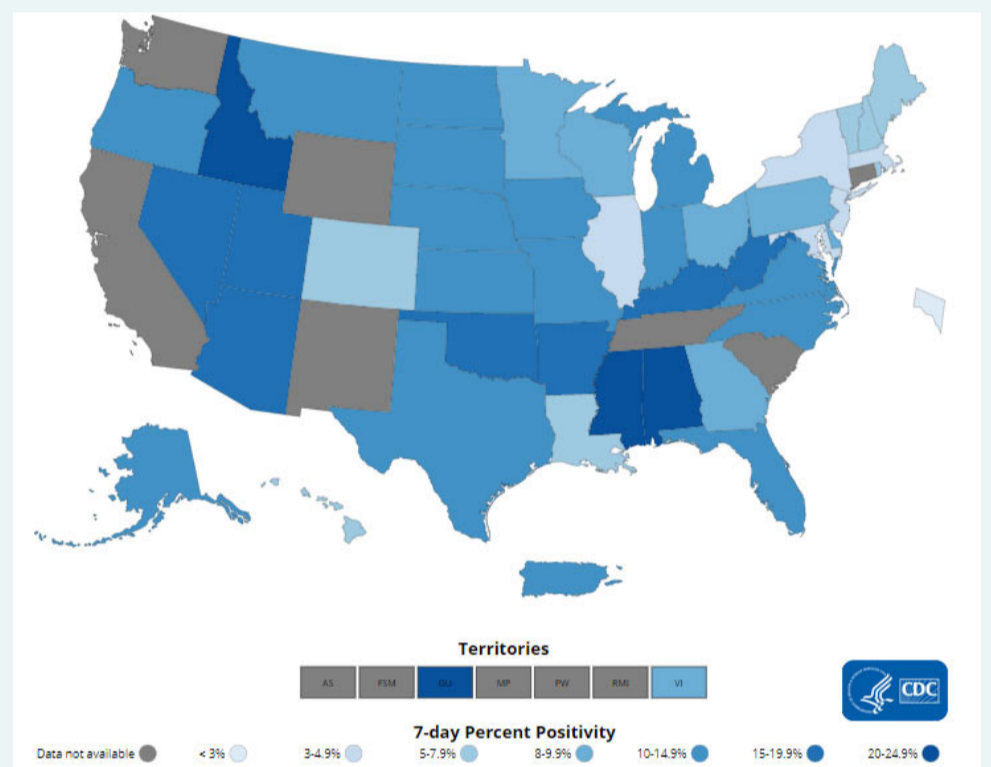 Territories
AS FSM GU MP PW RMI VI
CDC
7-day Percent Positivity
Data not available < 3% 3-4.9% 5-7.9% 8-9.9% 10-14.9% 15-19.9% 20-24.9%